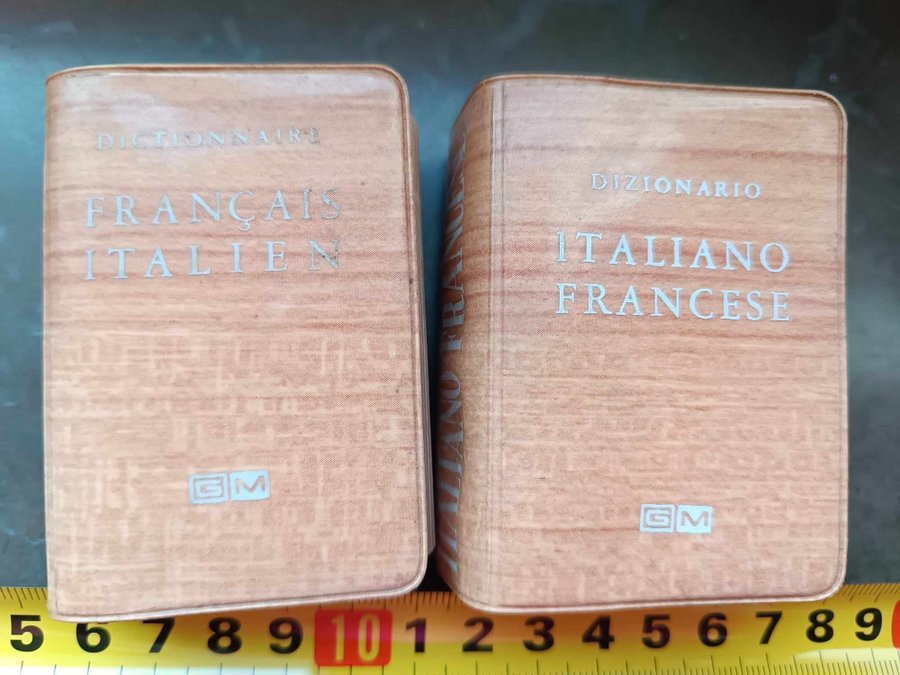 DICTIONNAIRE
FRANÇAIS
ITALIEN
GM
ITALIANO FRANCESE
DIZIONARIO
ITALIANO
FRANCESE
GM
5 6 7 8 9 10 1 2 3 4 5 6 7 8 9